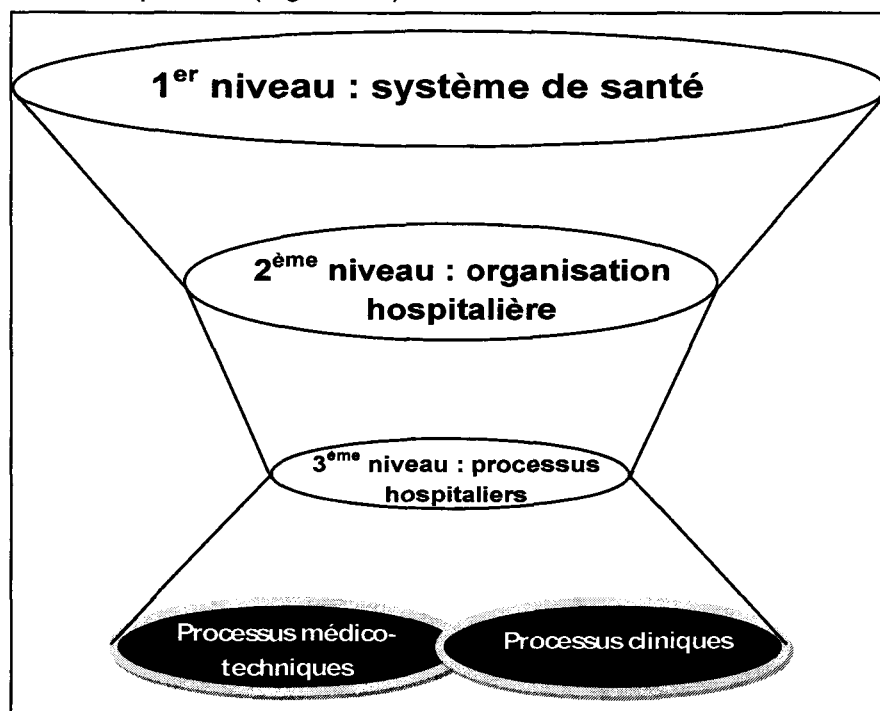 1er niveau : système de santé
2ème niveau : organisation
hospitalière
3ème niveau : processus
hospitaliers
Processus médico-
techniques
Processus cliniques